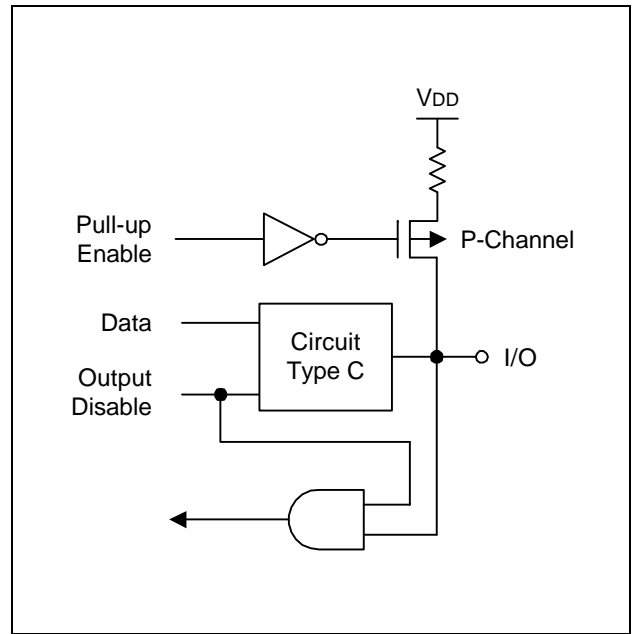 VDD
Pull-up
Enable
P-Channel
Data
Circuit
Type C
I/O
Output
Disable